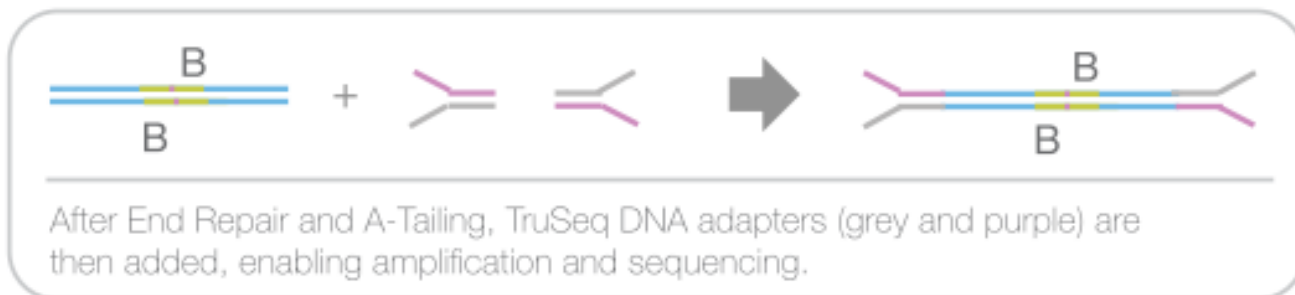 B
+
B
B
B
After End Repair and A-Tailing, TruSeq DNA adapters (grey and purple) are
then added, enabling amplification and sequencing.